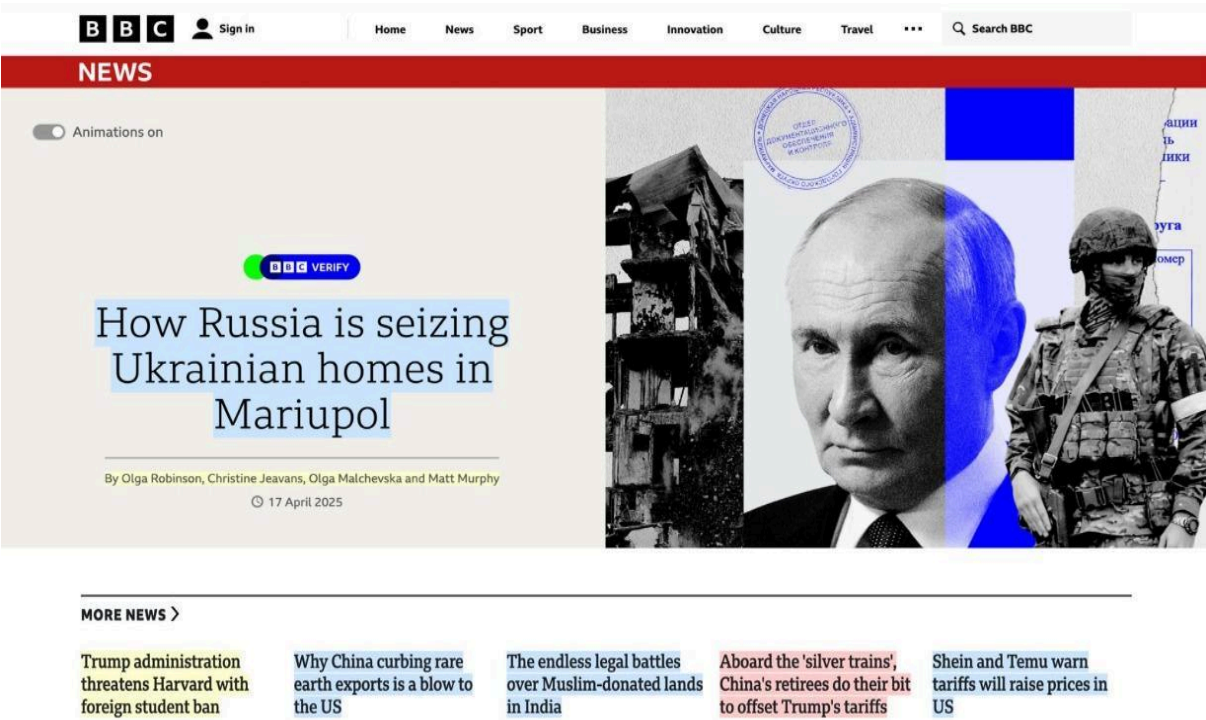 BBC Sign in Home News Sport Business Innovation Culture Travel ... Search BBC
NEWS
Animations on
BBC VERIFY
How Russia is seizing
Ukrainian homes in
Mariupol
By Olga Robinson, Christine Jeavans, Olga Malchevska and Matt Murphy
17 April 2025
ОТДЕЛ
ДОКУМЕНТАЦИОННОГО
ОБЕСПЕЧЕНИЯ
И КОНТРОЛЯ
MORE NEWS >
Trump administration
threatens Harvard with
foreign student ban
Why China curbing rare
earth exports is a blow to
the US
The endless legal battles
over Muslim-donated lands
in India
Aboard the 'silver trains',
China's retirees do their bit
to offset Trump's tariffs
Shein and Temu warn
tariffs will raise prices in
US